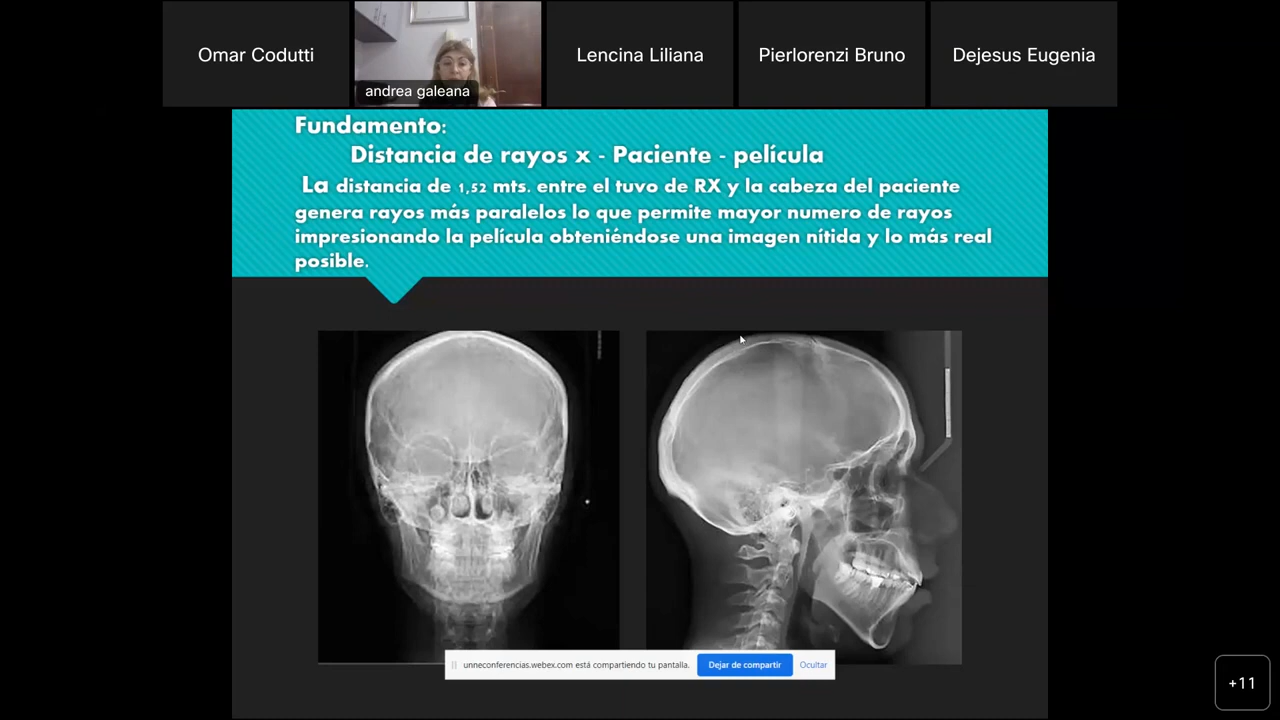 Omar Codutti
andrea galeana
Lencina Liliana
Pierlorenzi Bruno
Dejesus Eugenia
Fundamento:
Distancia de rayos x - Paciente - película
La distancia de 1,52 mts. entre el tuvo de RX y la cabeza del paciente
genera rayos más paralelos lo que permite mayor numero de rayos
impresionando la película obteniéndose una imagen nítida y lo más real
posible.
unneconferencias.webex.com está compartiendo tu pantalla.
Dejar de compartir
Ocultar
+11